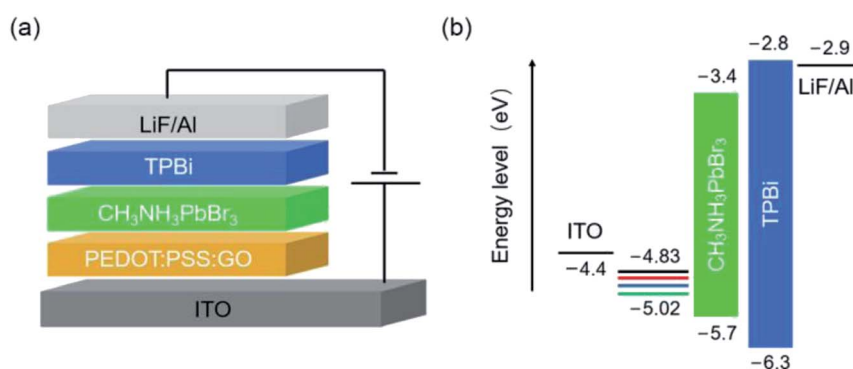 (a)
LiF/Al
TPBi
CH₃NH₃PbBr₃
PEDOT:PSS:GO
ITO
(b)
Energy level (eV)
ITO
−4.4
−4.83
−5.02
−3.4
CH₃NH₃PbBr₃
−5.7
−2.8
TPBi
−6.3
−2.9
LiF/Al